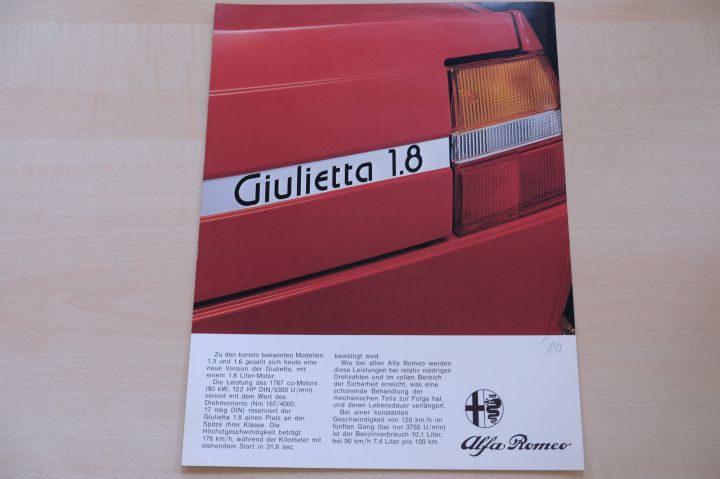 Giulietta 1.8
Zu den bereits bekannten Modellen
1.3 und 1.6 gesellt sich heute eine
neue Version der Giulietta, mit
einem 1.8 Liter-Motor.
Die Leistung des 1767 cc-Motors
(90 kW; 122 HP DIN/5300 U/min)
vereint mit dem Wert des
Drehmoments (Nm 167/4000;
17 mkg DIN) reserviert der
Giulietta 1.8 einen Platz an der
Spitze ihrer Klasse. Die
Höchstgeschwindigkeit beträgt
178 km/h, während der Kilometer mit
stehendem Start in 31,6 sec
bewältigt wird.
Wie bei allen Alfa Romeo werden
diese Leistungen bei relativ niedrigen
Drehzahlen und im vollen Bereich
der Sicherheit erreicht, was eine
schonende Behandlung der
mechanischen Teile zur Folge hat
und deren Lebensdauer verlängert.
Bei einer konstanten
Geschwindigkeit von 120 km/h im
fünften Gang (bei nur 3750 U/min)
ist der Benzinverbrauch 10,1 Liter,
bei 90 km/h 7,4 Liter pro 100 km.
'80
Alfa Romeo